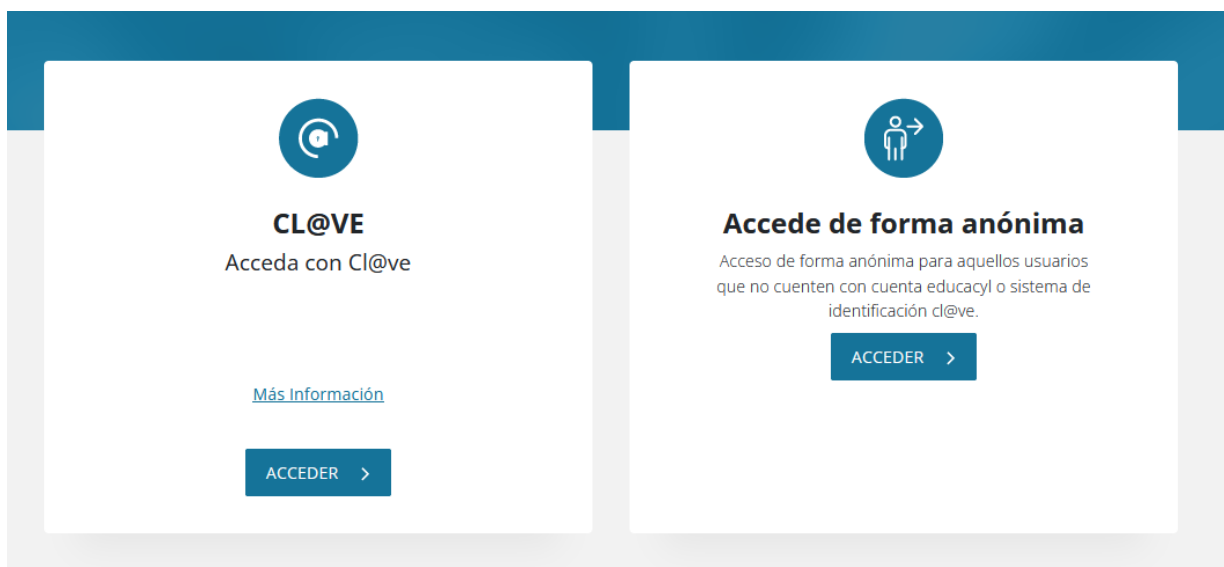 CL@VE
Acceda con Cl@ve
Más Información
ACCEDER
Accede de forma anónima
Acceso de forma anónima para aquellos usuarios
que no cuenten con cuenta educacyl o sistema de
identificación cl@ve.
ACCEDER